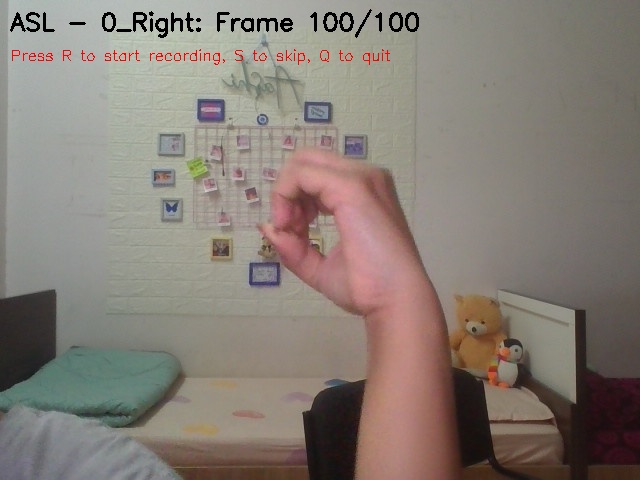 ASL - 0_Right: Frame 100/100
Press R to start recording, S to skip, Q to quit